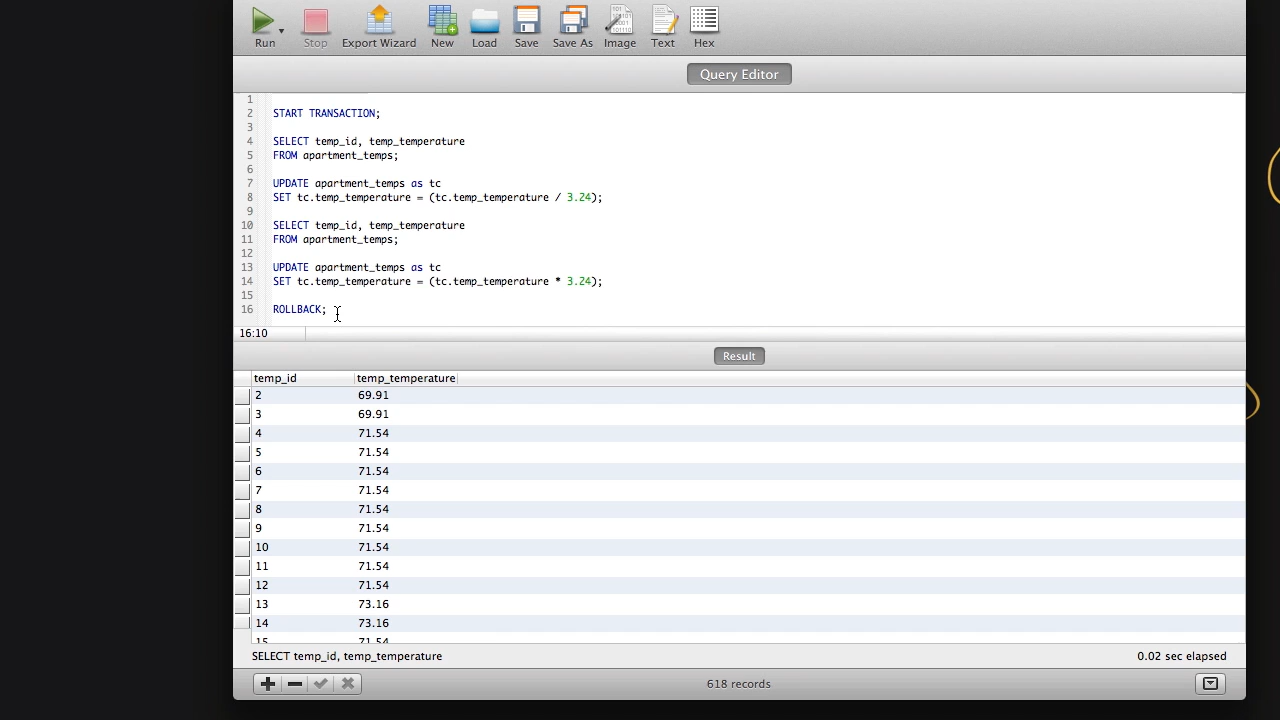 Run Stop Export Wizard New Load Save Save As Image Text Hex
Query Editor
1
2 START TRANSACTION;
3
4 SELECT temp_id, temp_temperature
5 FROM apartment_temps;
6
7 UPDATE apartment_temps as tc
8 SET tc.temp_temperature = (tc.temp_temperature / 3.24);
9
10 SELECT temp_id, temp_temperature
11 FROM apartment_temps;
12
13 UPDATE apartment_temps as tc
14 SET tc.temp_temperature = (tc.temp_temperature * 3.24);
15
16 ROLLBACK;
16:10
Result
temp_id temp_temperature
2 69.91
3 69.91
4 71.54
5 71.54
6 71.54
7 71.54
8 71.54
9 71.54
10 71.54
11 71.54
12 71.54
13 73.16
14 73.16
15 71.54
SELECT temp_id, temp_temperature 0.02 sec elapsed
618 records